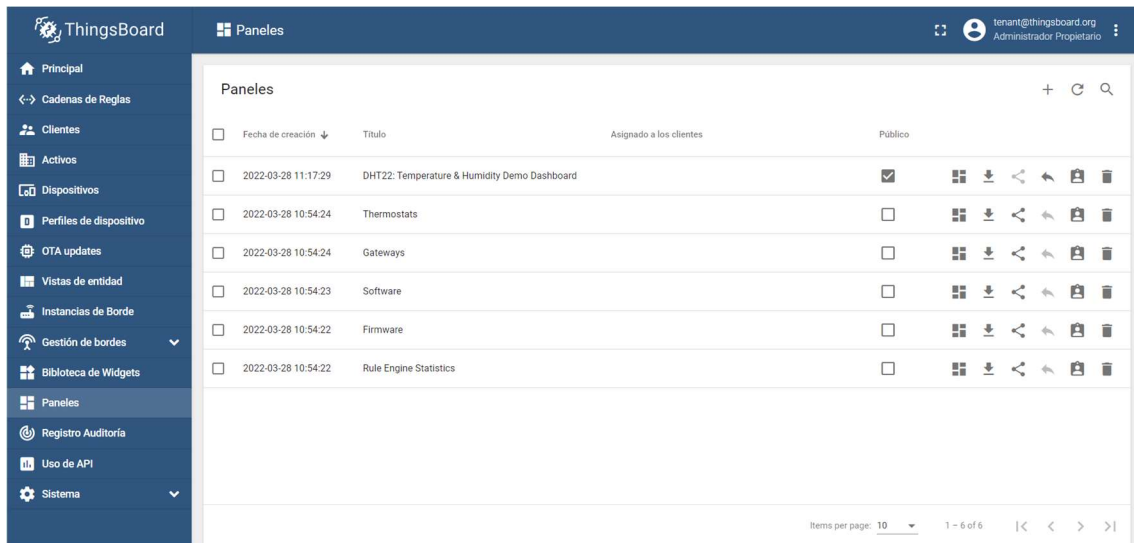 ThingsBoard
Paneles
tenant@thingsboard.org
Administrador Propietario
Principal
Cadenas de Reglas
Clientes
Activos
Dispositivos
Perfiles de dispositivo
OTA updates
Vistas de entidad
Instancias de Borde
Gestión de bordes
Bibloteca de Widgets
Paneles
Registro Auditoría
Uso de API
Sistema
Paneles
Fecha de creación Título Asignado a los clientes Público
2022-03-28 11:17:29 DHT22: Temperature & Humidity Demo Dashboard
2022-03-28 10:54:24 Thermostats
2022-03-28 10:54:24 Gateways
2022-03-28 10:54:23 Software
2022-03-28 10:54:22 Firmware
2022-03-28 10:54:22 Rule Engine Statistics
Items per page: 10 1 – 6 of 6